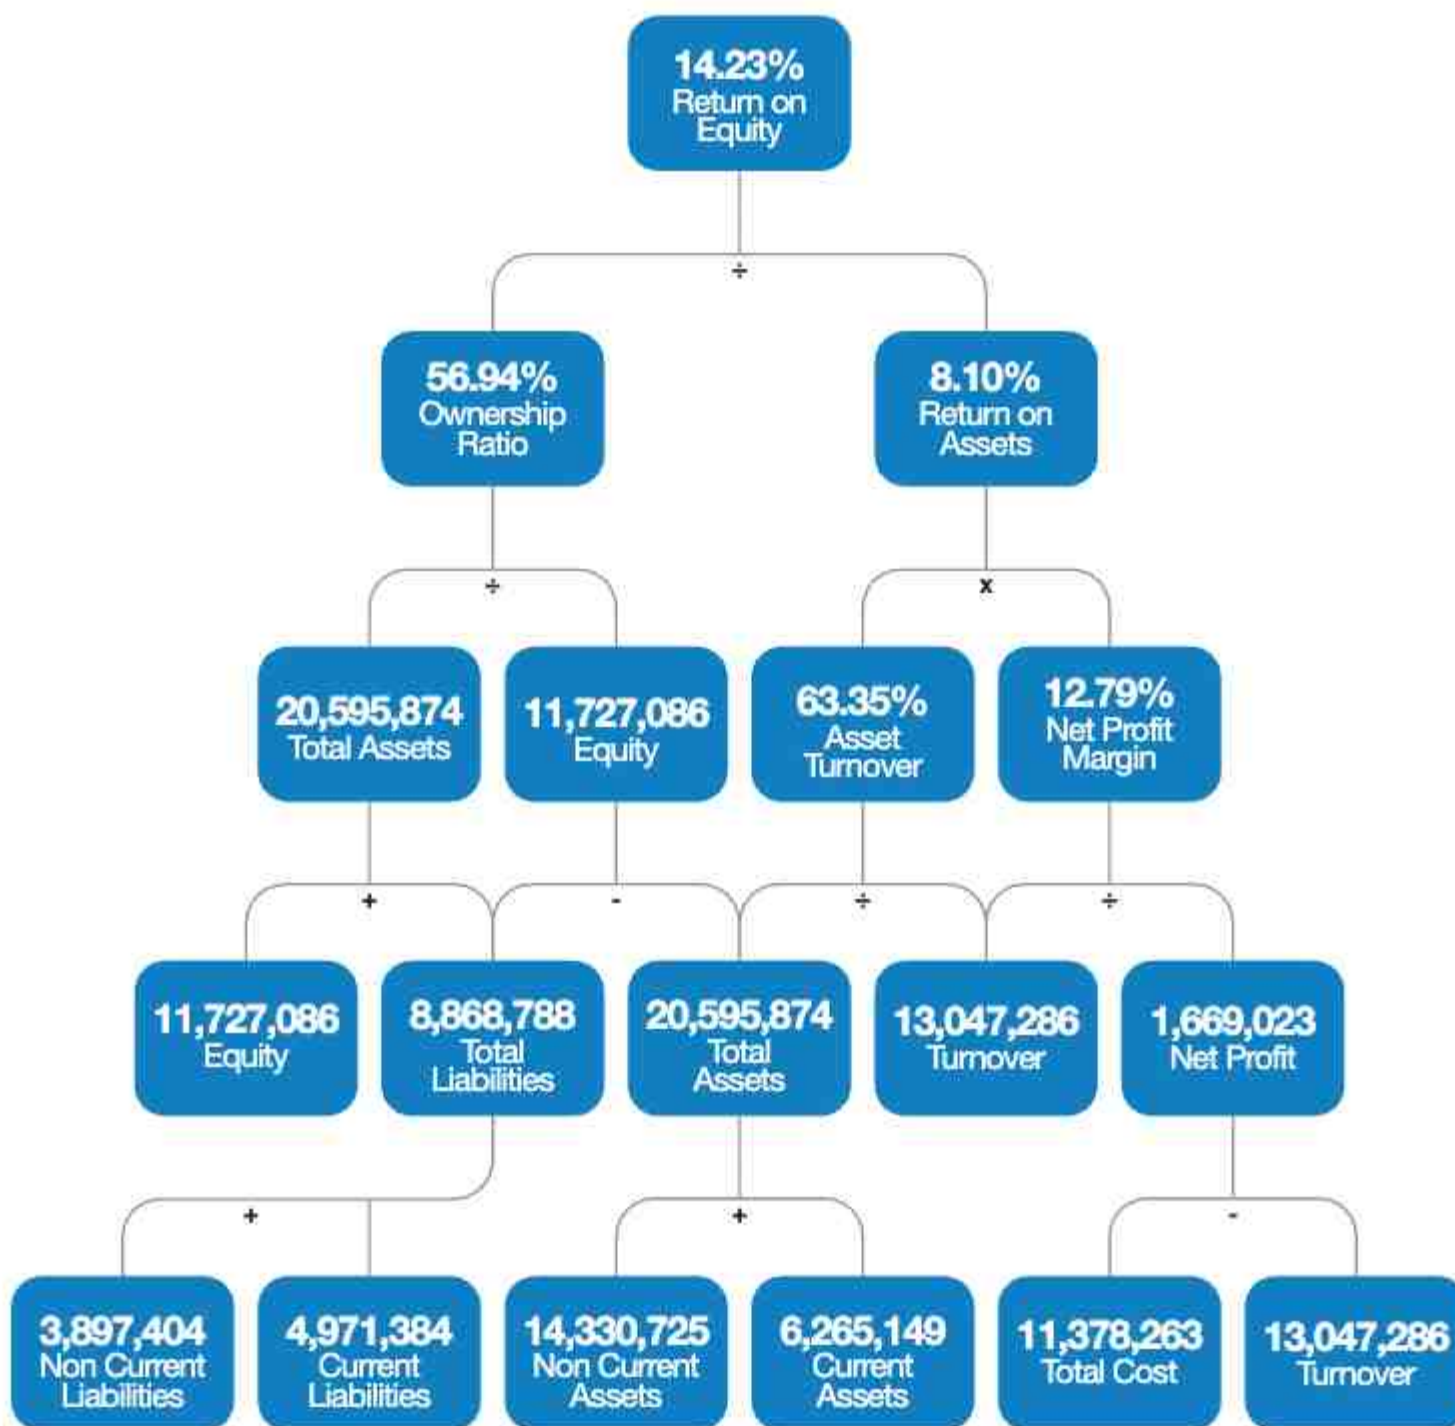 14.23%
Return on
Equity
÷
56.94%
Ownership
Ratio
8.10%
Return on
Assets
÷
x
20,595,874
Total Assets
11,727,086
Equity
63.35%
Asset
Turnover
12.79%
Net Profit
Margin
+
-
÷
÷
11,727,086
Equity
8,868,788
Total
Liabilities
20,595,874
Total
Assets
13,047,286
Turnover
1,669,023
Net Profit
+
+
-
3,897,404
Non Current
Liabilities
4,971,384
Current
Liabilities
14,330,725
Non Current
Assets
6,265,149
Current
Assets
11,378,263
Total Cost
13,047,286
Turnover